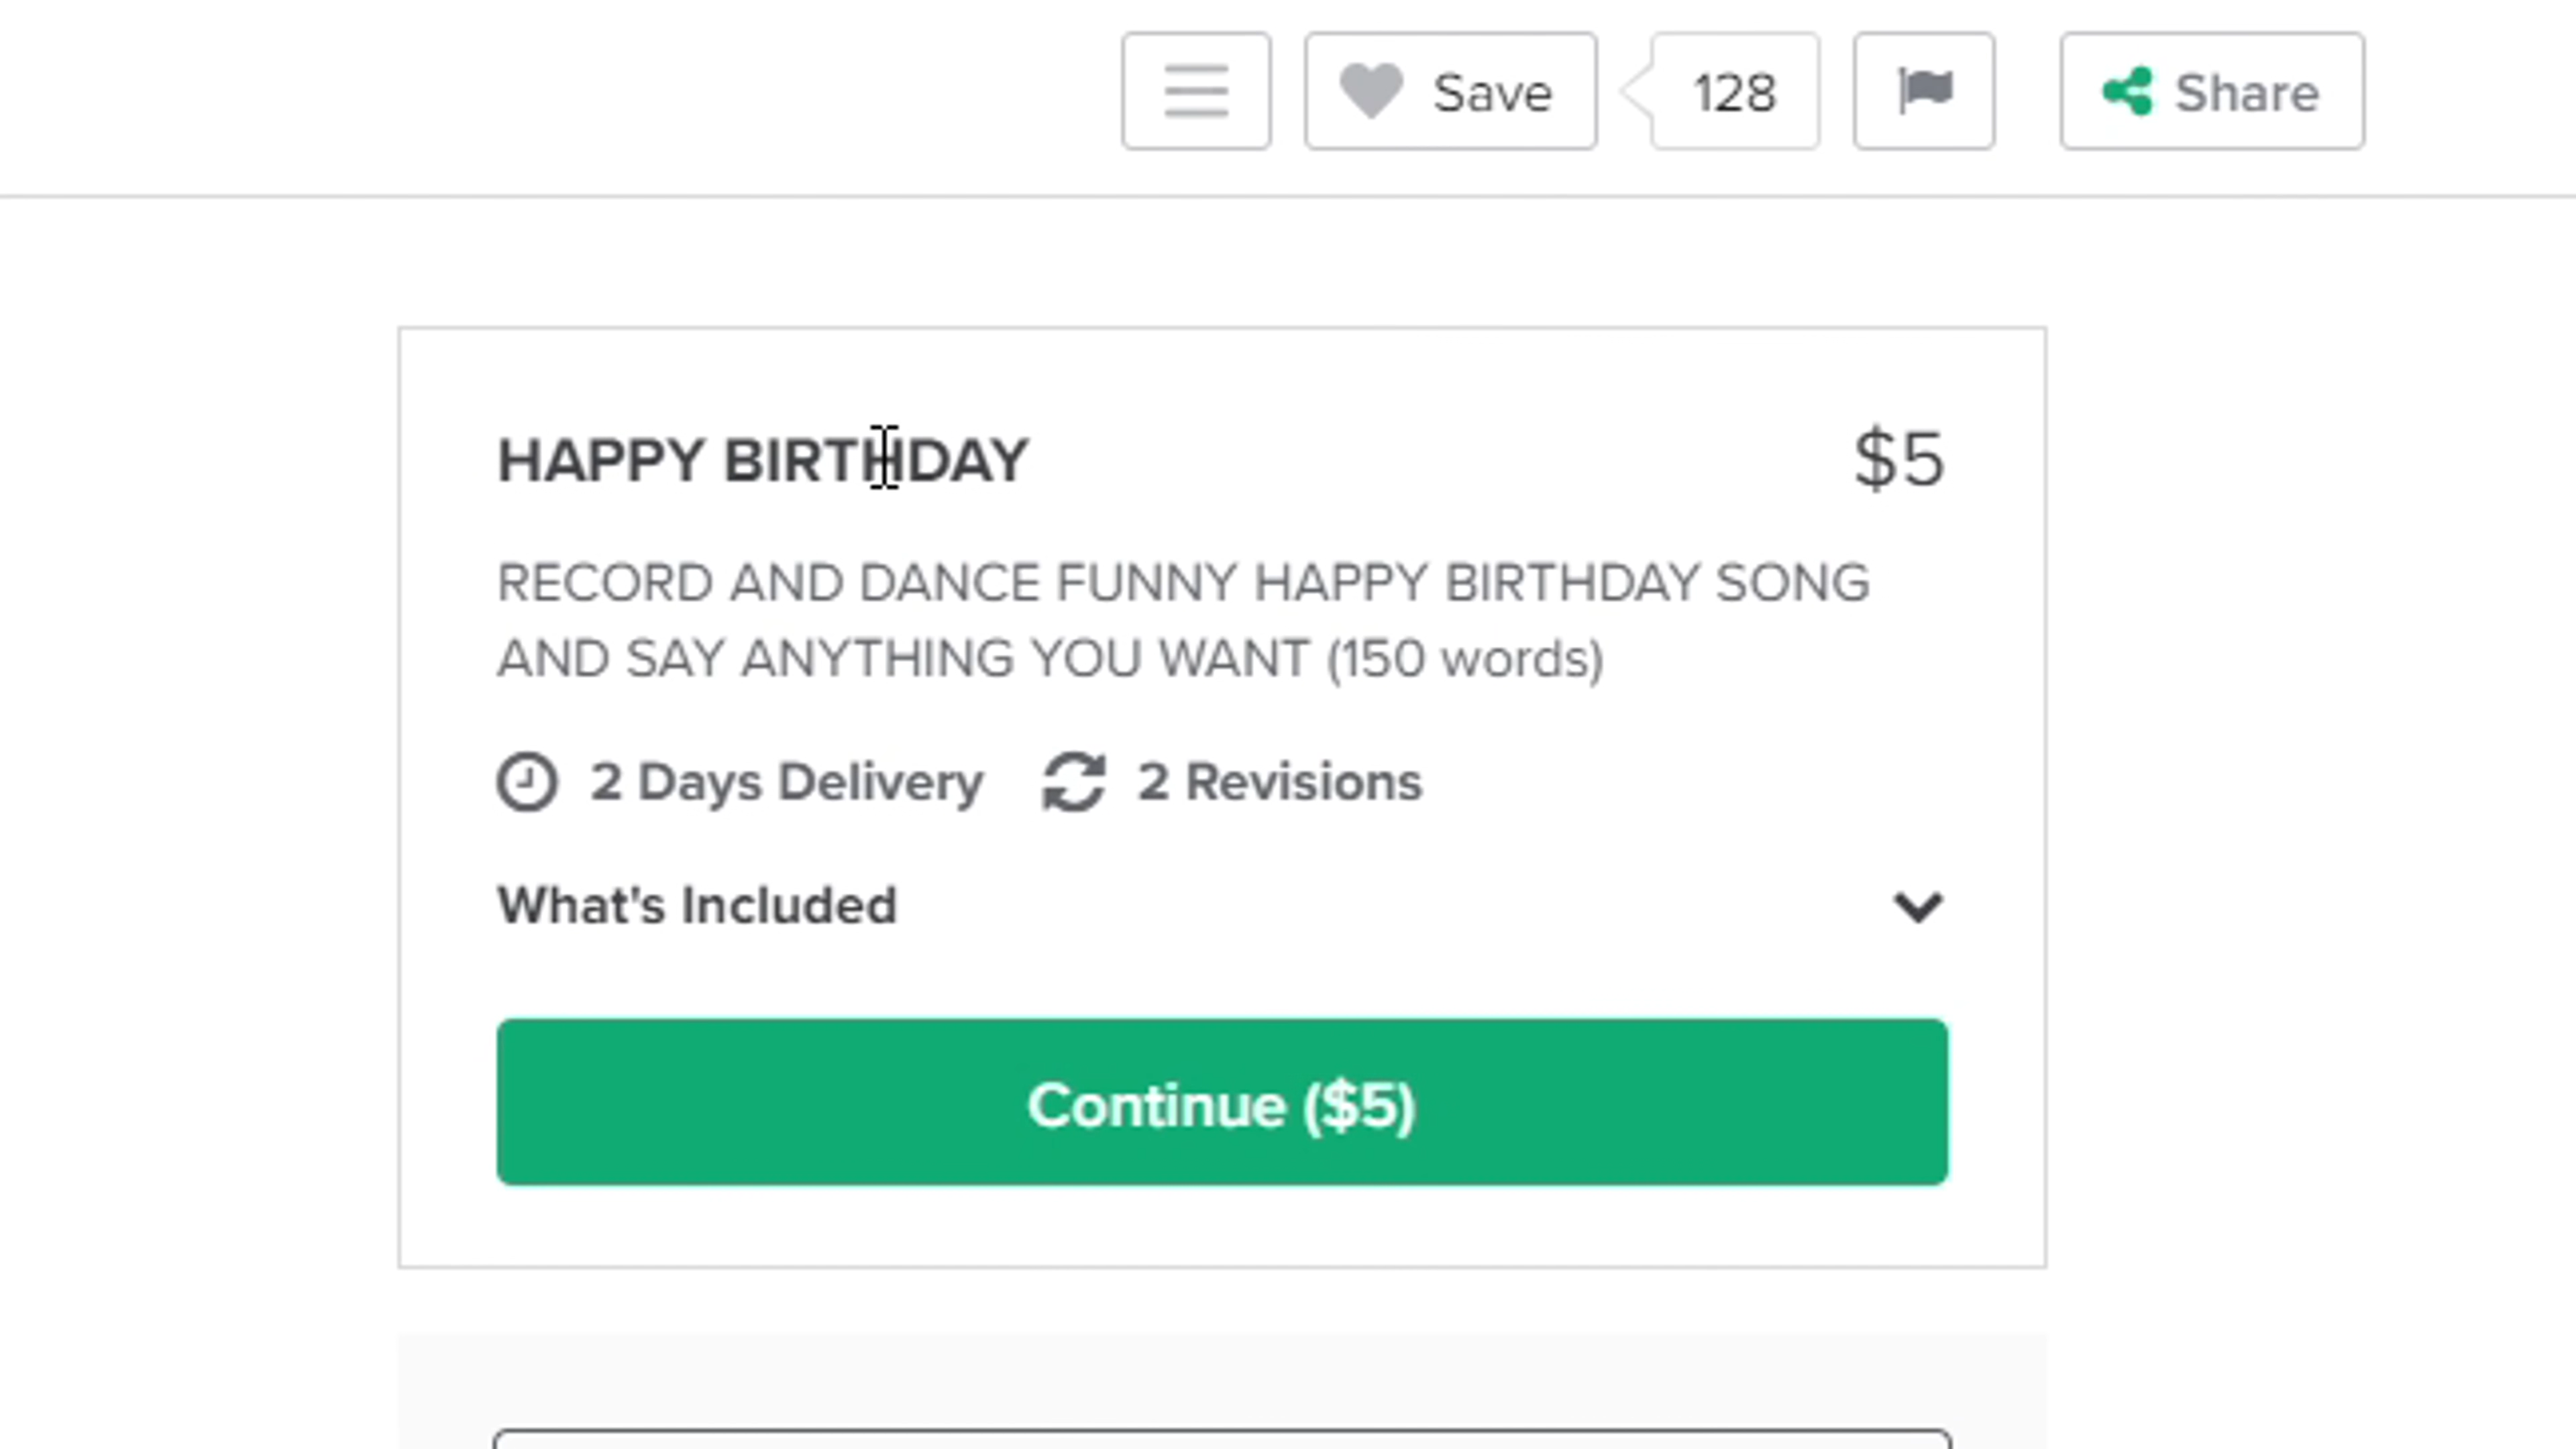 Save
128
Share
HAPPY BIRTHDAY
$5
RECORD AND DANCE FUNNY HAPPY BIRTHDAY SONG
AND SAY ANYTHING YOU WANT (150 words)
2 Days Delivery
2 Revisions
What's Included
Continue ($5)